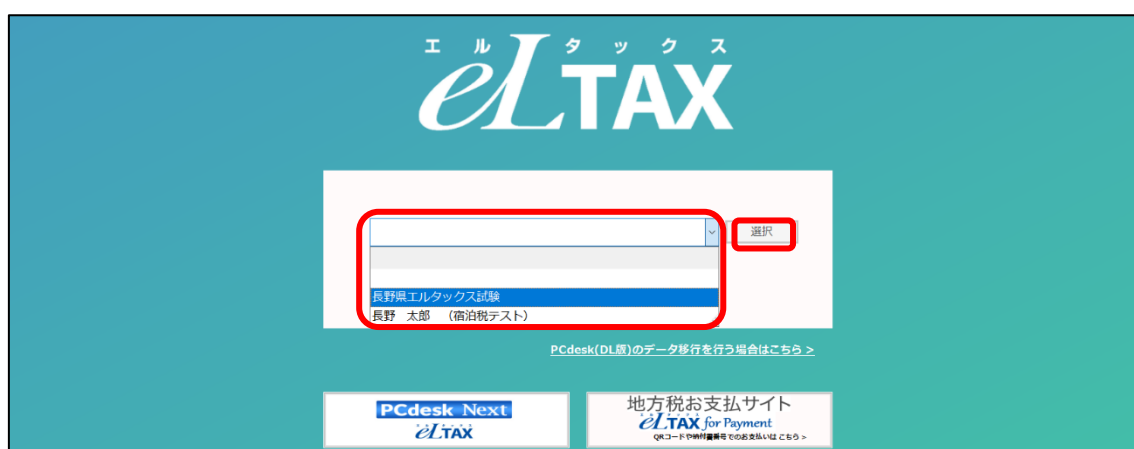 エルタックス
eLTAX
選択
長野県エルタックス試験
長野 太郎 （宿泊税テスト）
PCdesk(DL版)のデータ移行を行う場合はこちら >
PCdesk Next
eLTAX
地方税お支払サイト
eLTAX for Payment
QRコードや納付書番号でのお支払いは こちら >